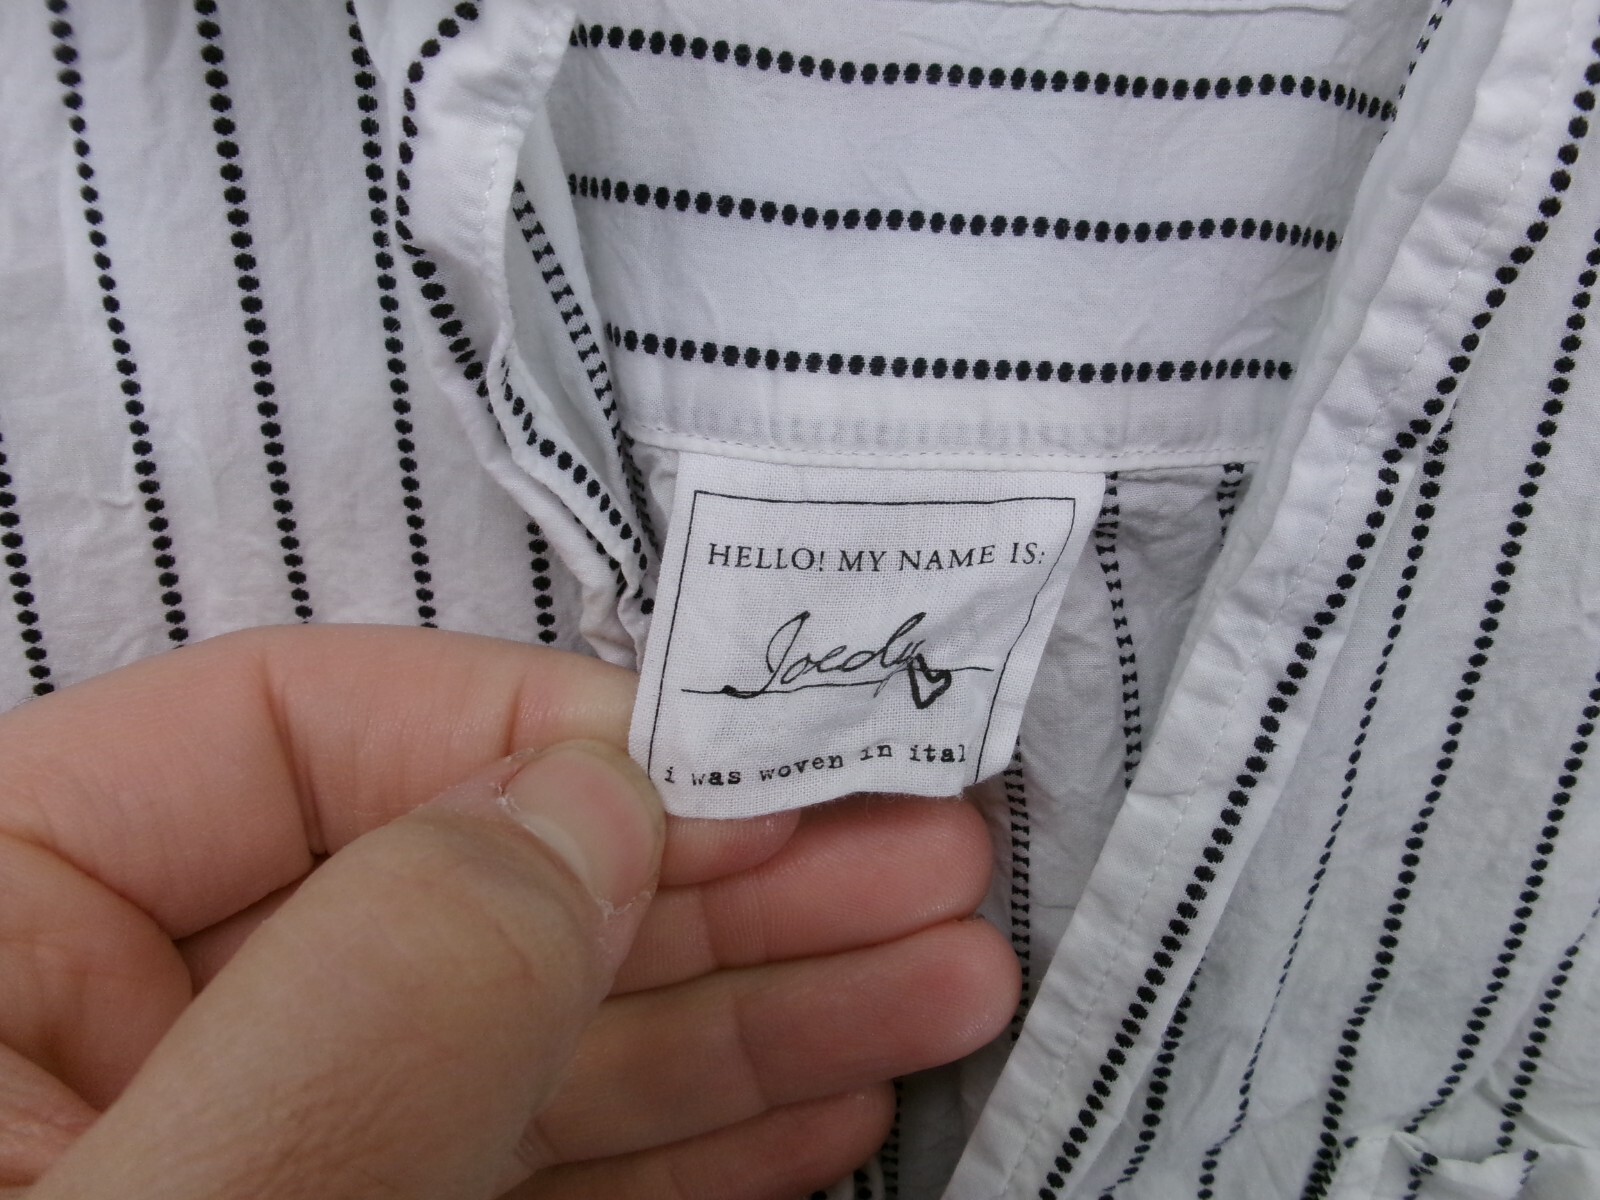 HELLO! MY NAME IS:
Joedy
i was woven in ital